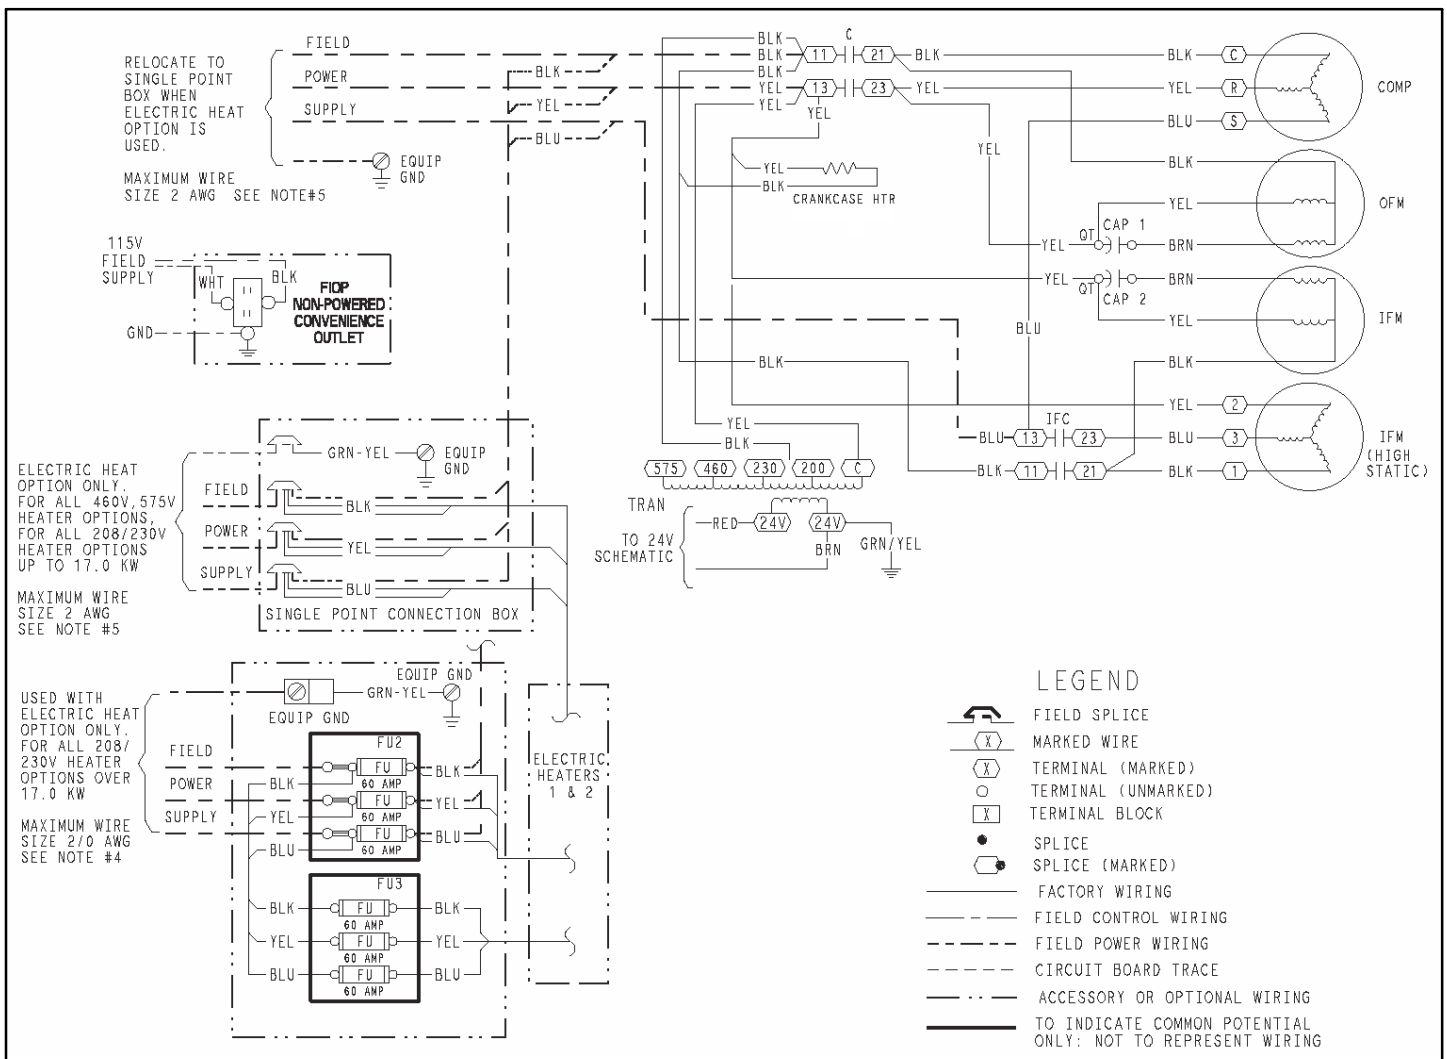 RELOCATE TO
SINGLE POINT
BOX WHEN
ELECTRIC HEAT
OPTION IS
USED.
MAXIMUM WIRE
SIZE 2 AWG SEE NOTE#5
FIELD
POWER
SUPPLY
EQUIP
GND
BLK
YEL
BLU
BLK
BLK
BLK
YEL
YEL
C
11
21
BLK
13
23
YEL
YEL
YEL
BLK
CRANKCASE HTR
YEL
BLK
C
YEL
R
BLU
S
COMP
BLK
YEL
OFM
YEL
QT
CAP 1
BRN
YEL
QT
CAP 2
BRN
YEL
IFM
BLK
BLU
BLK
YEL
2
IFC
BLU
13
23
BLU
3
BLK
11
21
BLK
1
IFM
(HIGH
STATIC)
YEL
BLK
575
460
230
200
C
TRAN
RED
24V
24V
TO 24V
SCHEMATIC
BRN
GRN/YEL
115V
FIELD
SUPPLY
WHT
BLK
GND
FIOP
NON-POWERED
CONVENIENCE
OUTLET
ELECTRIC HEAT
OPTION ONLY.
FOR ALL 460V,575V
HEATER OPTIONS,
FOR ALL 208/230V
HEATER OPTIONS
UP TO 17.0 KW
MAXIMUM WIRE
SIZE 2 AWG
SEE NOTE #5
GRN-YEL
EQUIP
GND
FIELD
BLK
POWER
YEL
SUPPLY
BLU
SINGLE POINT CONNECTION BOX
USED WITH
ELECTRIC HEAT
OPTION ONLY.
FOR ALL 208/
230V HEATER
OPTIONS OVER
17.0 KW
MAXIMUM WIRE
SIZE 2/0 AWG
SEE NOTE #4
EQUIP GND
GRN-YEL
EQUIP GND
FIELD
POWER
SUPPLY
FU2
FU
BLK
BLK
60 AMP
FU
YEL
YEL
60 AMP
FU
BLU
BLU
60 AMP
FU3
BLK
FU
BLK
60 AMP
YEL
FU
YEL
60 AMP
BLU
FU
BLU
60 AMP
ELECTRIC
HEATERS
1 & 2
LEGEND
FIELD SPLICE
X
MARKED WIRE
X
TERMINAL (MARKED)
TERMINAL (UNMARKED)
X
TERMINAL BLOCK
SPLICE
SPLICE (MARKED)
FACTORY WIRING
FIELD CONTROL WIRING
FIELD POWER WIRING
CIRCUIT BOARD TRACE
ACCESSORY OR OPTIONAL WIRING
TO INDICATE COMMON POTENTIAL
ONLY: NOT TO REPRESENT WIRING